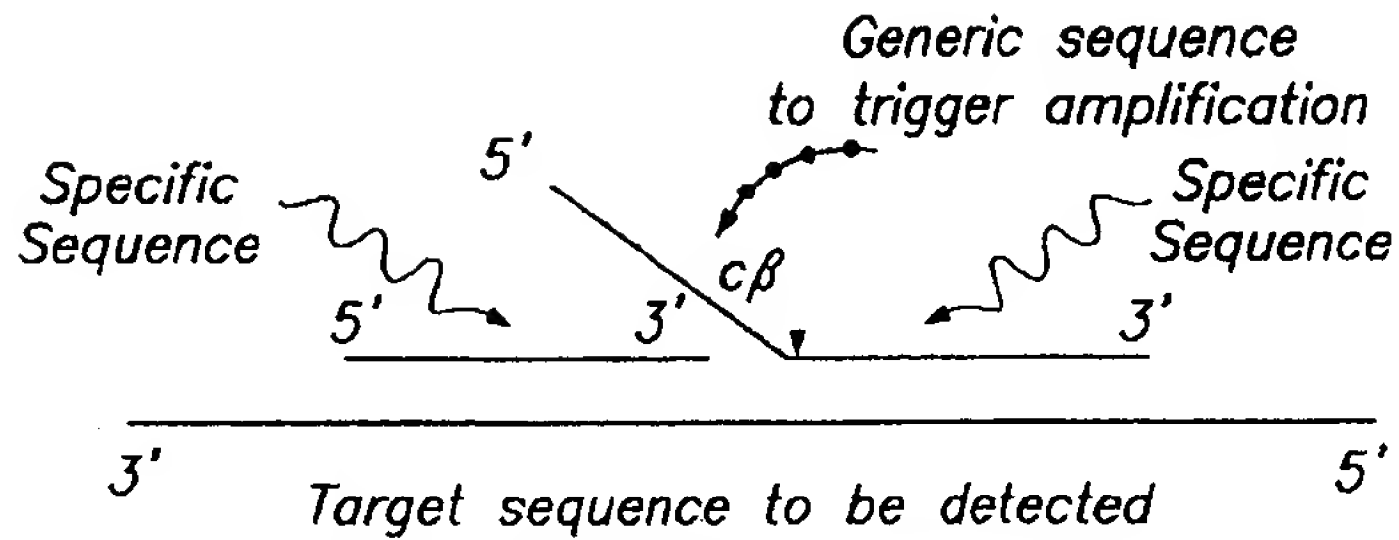 Generic sequence
to trigger amplification
5'
Specific
Sequence
Specific
Sequence
cβ
5'
3'
3'
3'
5'
Target sequence to be detected